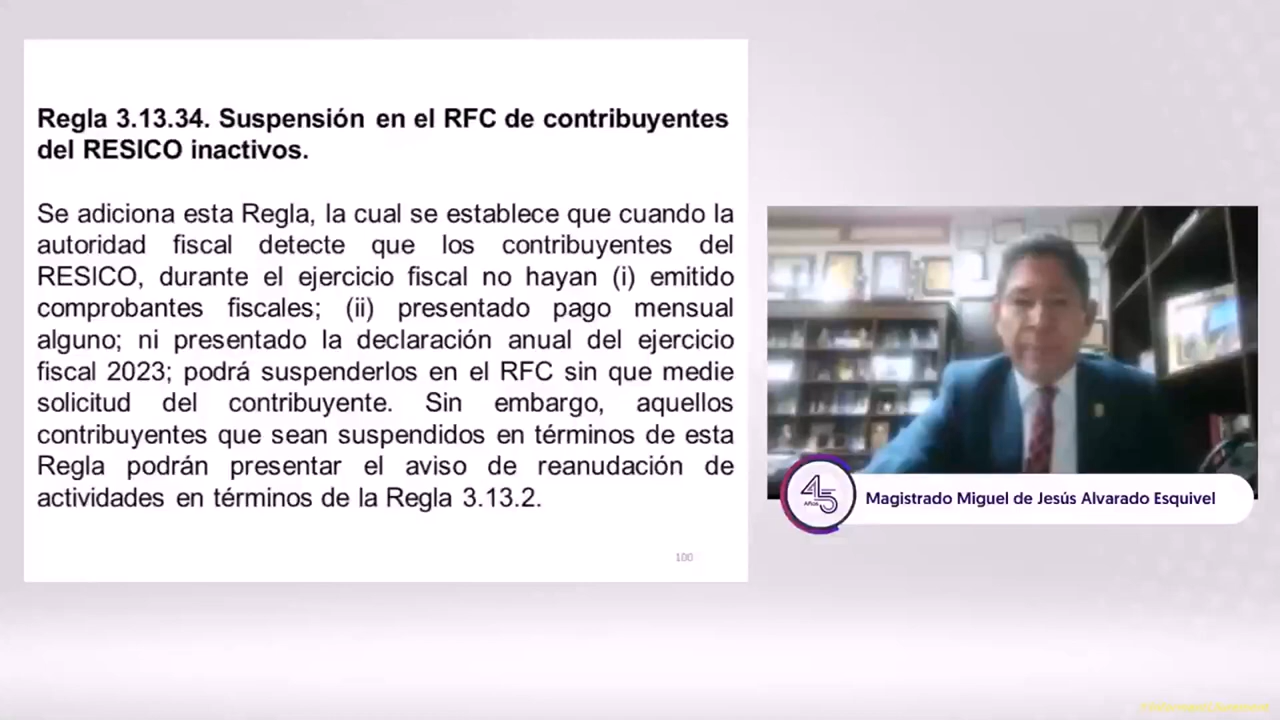 Regla 3.13.34. Suspensión en el RFC de contribuyentes
del RESICO inactivos.
Se adiciona esta Regla, la cual se establece que cuando la
autoridad fiscal detecte que los contribuyentes del
RESICO, durante el ejercicio fiscal no hayan (i) emitido
comprobantes fiscales; (ii) presentado pago mensual
alguno; ni presentado la declaración anual del ejercicio
fiscal 2023; podrá suspenderlos en el RFC sin que medie
solicitud del contribuyente. Sin embargo, aquellos
contribuyentes que sean suspendidos en términos de esta
Regla podrán presentar el aviso de reanudación de
actividades en términos de la Regla 3.13.2.
100
45
Años
Magistrado Miguel de Jesús Alvarado Esquivel